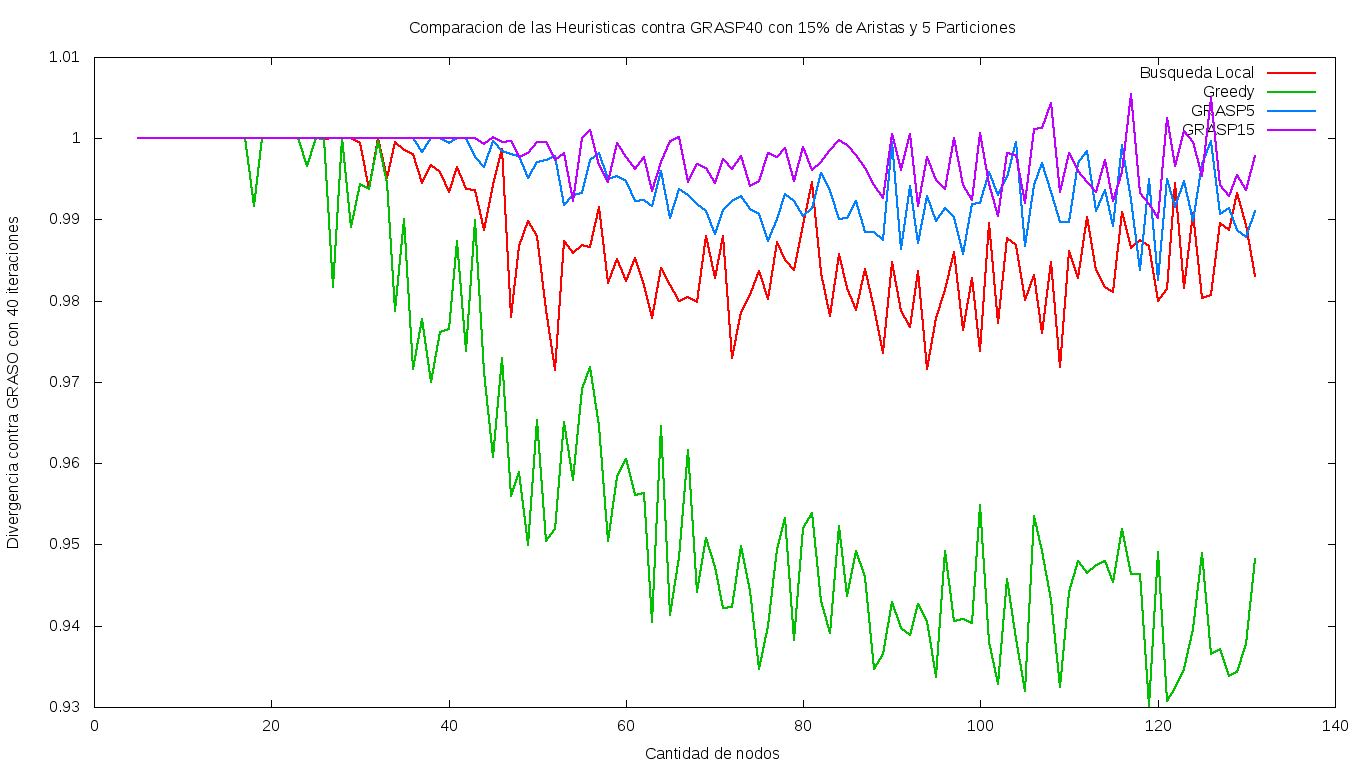 Comparacion de las Heuristicas contra GRASP40 con 15% de Aristas y 5 Particiones
Divergencia contra GRASO con 40 iteraciones
1.01
1
0.99
0.98
0.97
0.96
0.95
0.94
0.93
Busqueda Local
Greedy
GRASP5
GRASP15
0 20 40 60 80 100 120 140
Cantidad de nodos